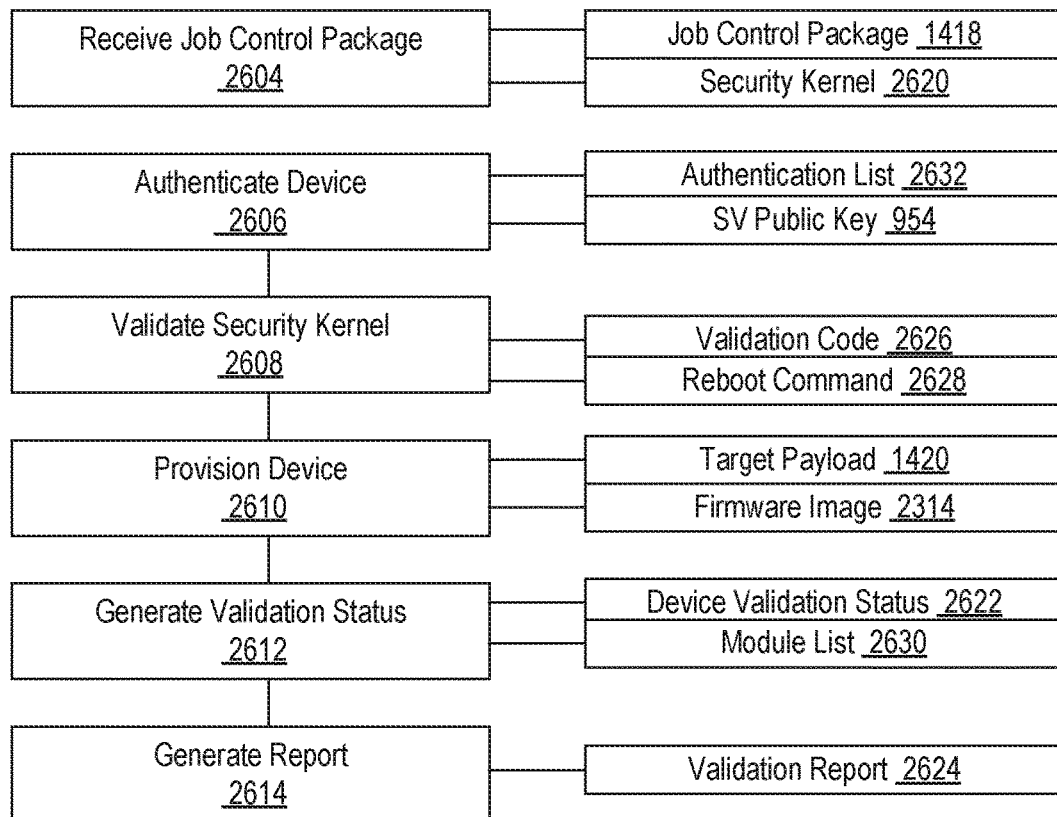 Receive Job Control Package
2604
Job Control Package 1418
Security Kernel 2620
Authenticate Device
2606
Authentication List 2632
SV Public Key 954
Validate Security Kernel
2608
Validation Code 2626
Reboot Command 2628
Provision Device
2610
Target Payload 1420
Firmware Image 2314
Generate Validation Status
2612
Device Validation Status 2622
Module List 2630
Generate Report
2614
Validation Report 2624